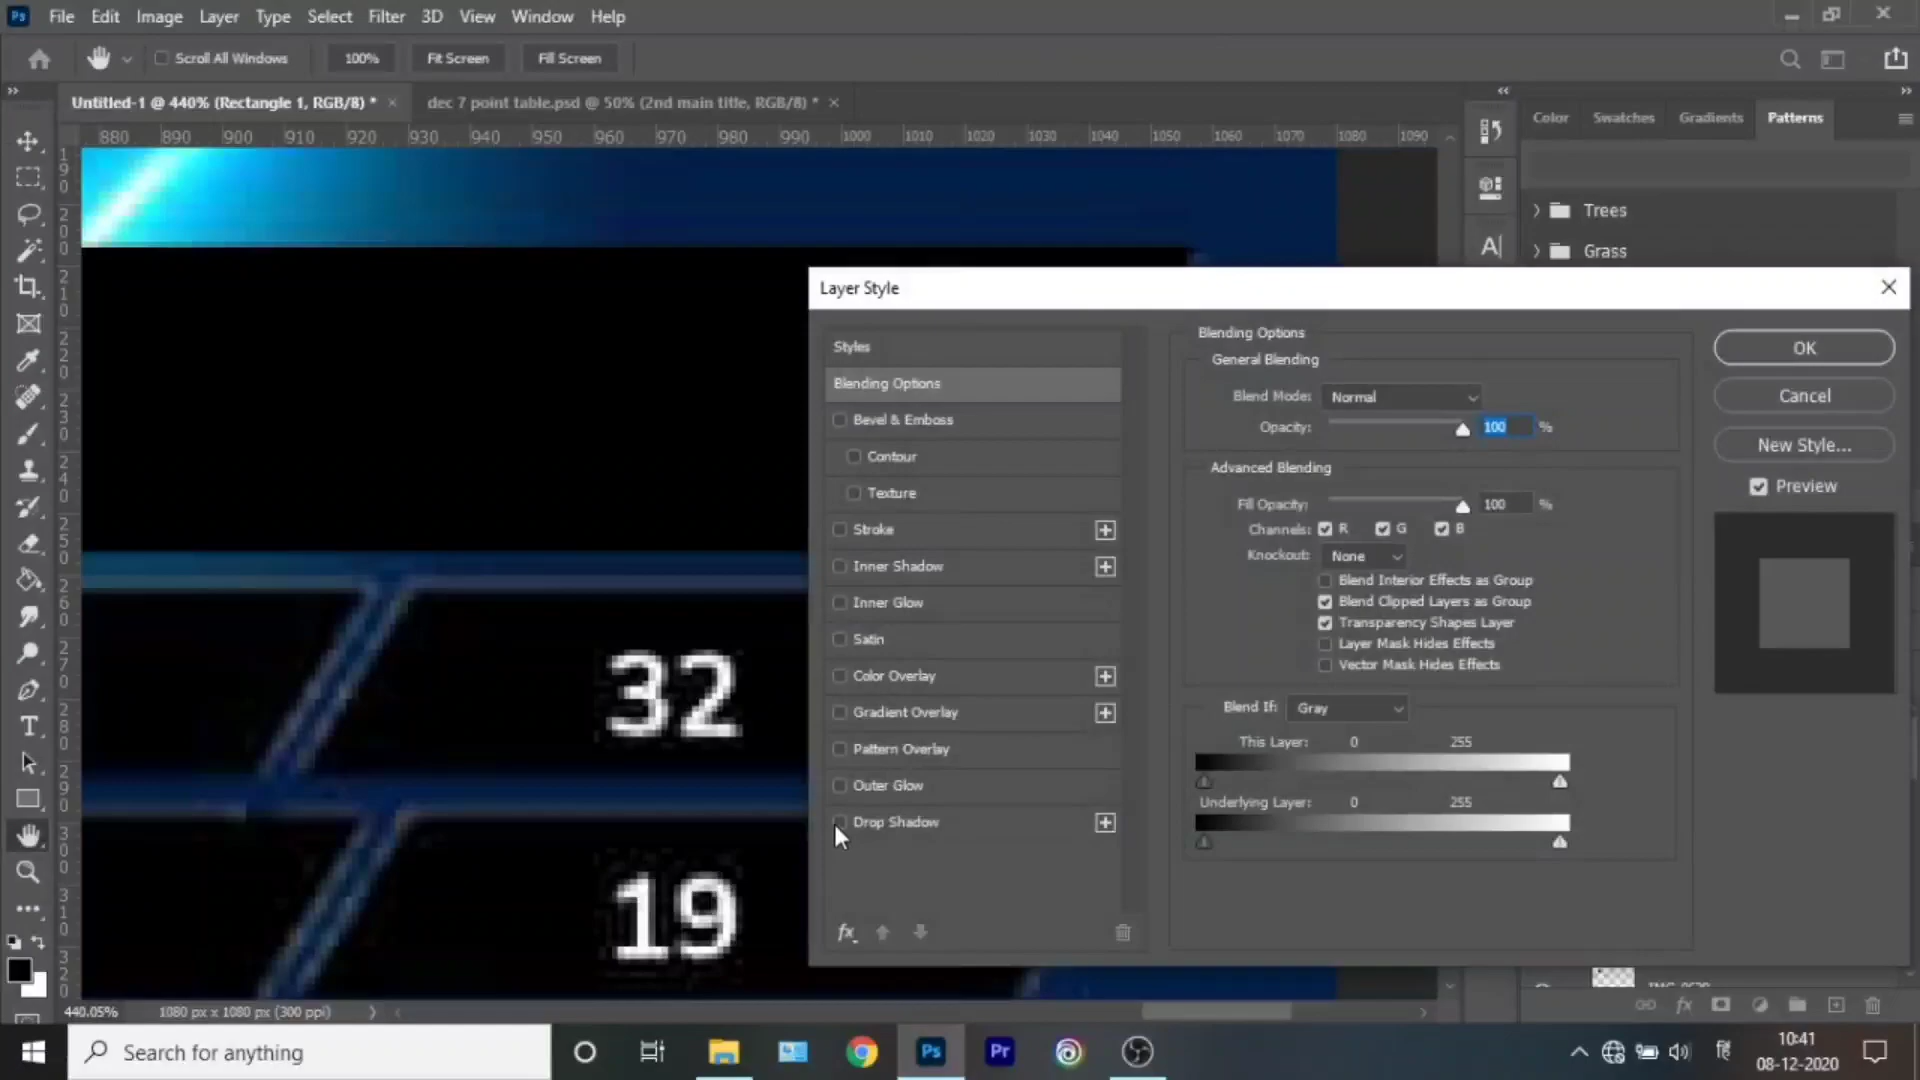 Ps File Edit Image Layer Type Select Filter 3D View Window Help
Scroll All Windows 100% Fit Screen Fill Screen
Untitled-1 @ 440% (Rectangle 1, RGB/8) * × dec 7 point table.psd @ 50% (2nd main title, RGB/8) * ×
Color Swatches Gradients Patterns
880 890 900 910 920 930 940 950 960 970 980 990 1000 1010 1020 1030 1040 1050 1060 1070 1080 1090
Trees
Grass
Layer Style
Styles
Blending Options
Bevel & Emboss
Contour
Texture
Stroke
Inner Shadow
Inner Glow
Satin
Color Overlay
Gradient Overlay
Pattern Overlay
Outer Glow
Drop Shadow
fx
Blending Options
General Blending
Blend Mode: Normal
Opacity: 100 %
Advanced Blending
Fill Opacity: 100 %
Channels: R G B
Knockout: None
Blend Interior Effects as Group
Blend Clipped Layers as Group
Transparency Shapes Layer
Layer Mask Hides Effects
Vector Mask Hides Effects
Blend If: Gray
This Layer: 0 255
Underlying Layer: 0 255
OK
Cancel
New Style...
Preview
32
19
440.05% 1080 px x 1080 px (300 ppi)
fx
Search for anything
Ps Pr
हि
10:41
08-12-2020